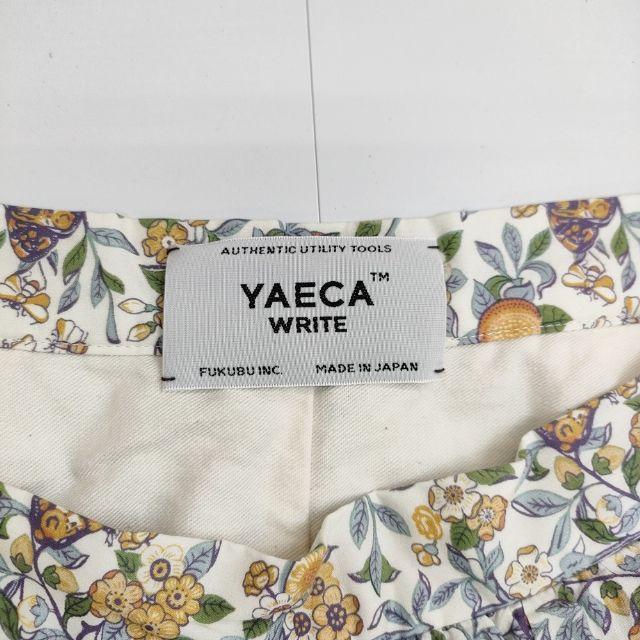 AUTHENTIC UTILITY TOOLS
YAECA™
WRITE
FUKUBU INC. MADE IN JAPAN